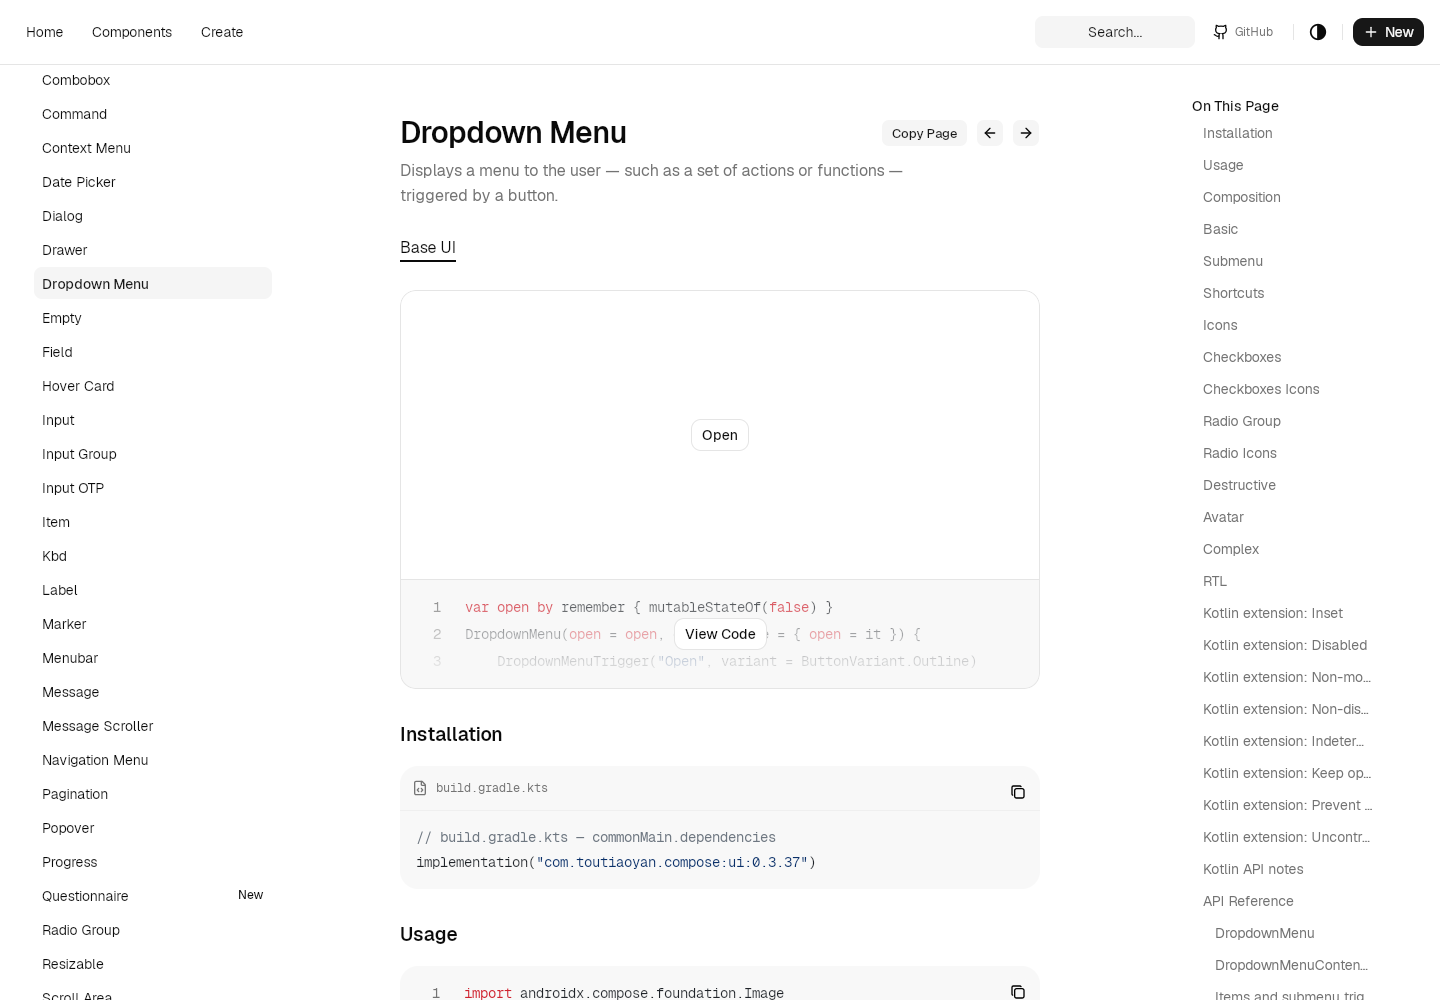 Home
Components
Create
Search...
GitHub
New
Combobox
Command
Context Menu
Date Picker
Dialog
Drawer
Dropdown Menu
Empty
Field
Hover Card
Input
Input Group
Input OTP
Item
Kbd
Label
Marker
Menubar
Message
Message Scroller
Navigation Menu
Pagination
Popover
Progress
Questionnaire
New
Radio Group
Resizable
Scroll Area
Dropdown Menu
Copy Page
Displays a menu to the user — such as a set of actions or functions —
triggered by a button.
Base UI
Open
1 var open by remember { mutableStateOf(false) }
2 DropdownMenu(open = open, e = { open = it }) {
View Code
3 DropdownMenuTrigger("Open", variant = ButtonVariant.Outline)
Installation
build.gradle.kts
// build.gradle.kts — commonMain.dependencies
implementation("com.toutiaoyan.compose:ui:0.3.37")
Usage
1 import androidx.compose.foundation.Image
On This Page
Installation
Usage
Composition
Basic
Submenu
Shortcuts
Icons
Checkboxes
Checkboxes Icons
Radio Group
Radio Icons
Destructive
Avatar
Complex
RTL
Kotlin extension: Inset
Kotlin extension: Disabled
Kotlin extension: Non-mo...
Kotlin extension: Non-dis...
Kotlin extension: Indeter...
Kotlin extension: Keep op...
Kotlin extension: Prevent ...
Kotlin extension: Uncontr...
Kotlin API notes
API Reference
DropdownMenu
DropdownMenuConten...
Items and submenu trig...